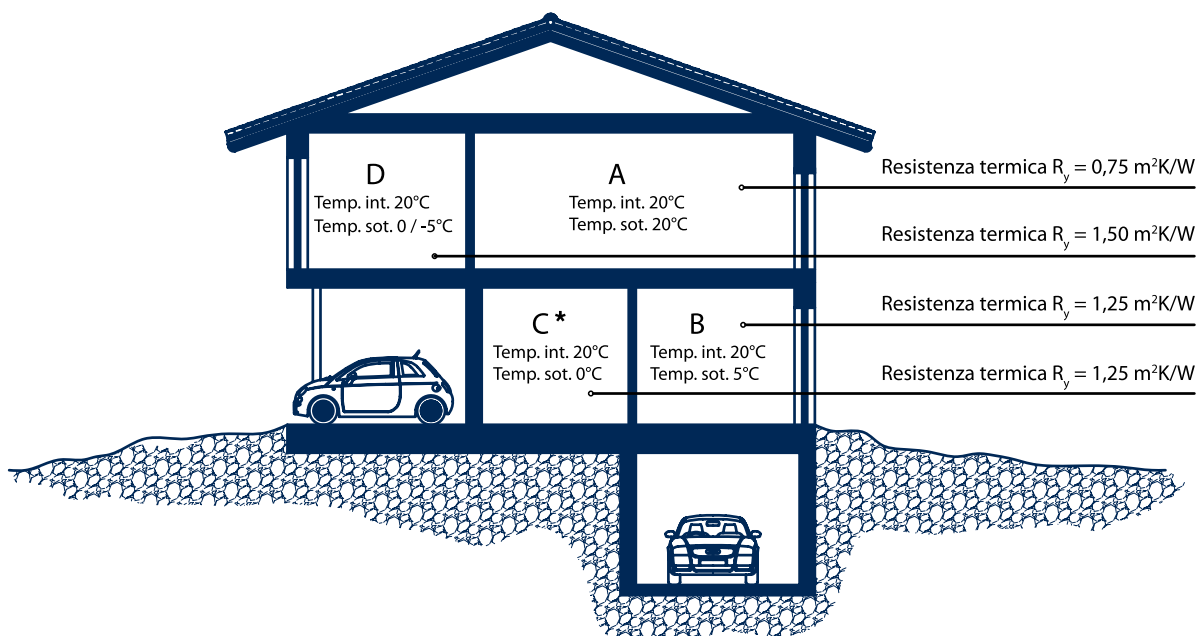 D
Temp. int. 20°C
Temp. sot. 0 / -5°C
A
Temp. int. 20°C
Temp. sot. 20°C
Resistenza termica Ry = 0,75 m²K/W
Resistenza termica Ry = 1,50 m²K/W
C *
Temp. int. 20°C
Temp. sot. 0°C
B
Temp. int. 20°C
Temp. sot. 5°C
Resistenza termica Ry = 1,25 m²K/W
Resistenza termica Ry = 1,25 m²K/W